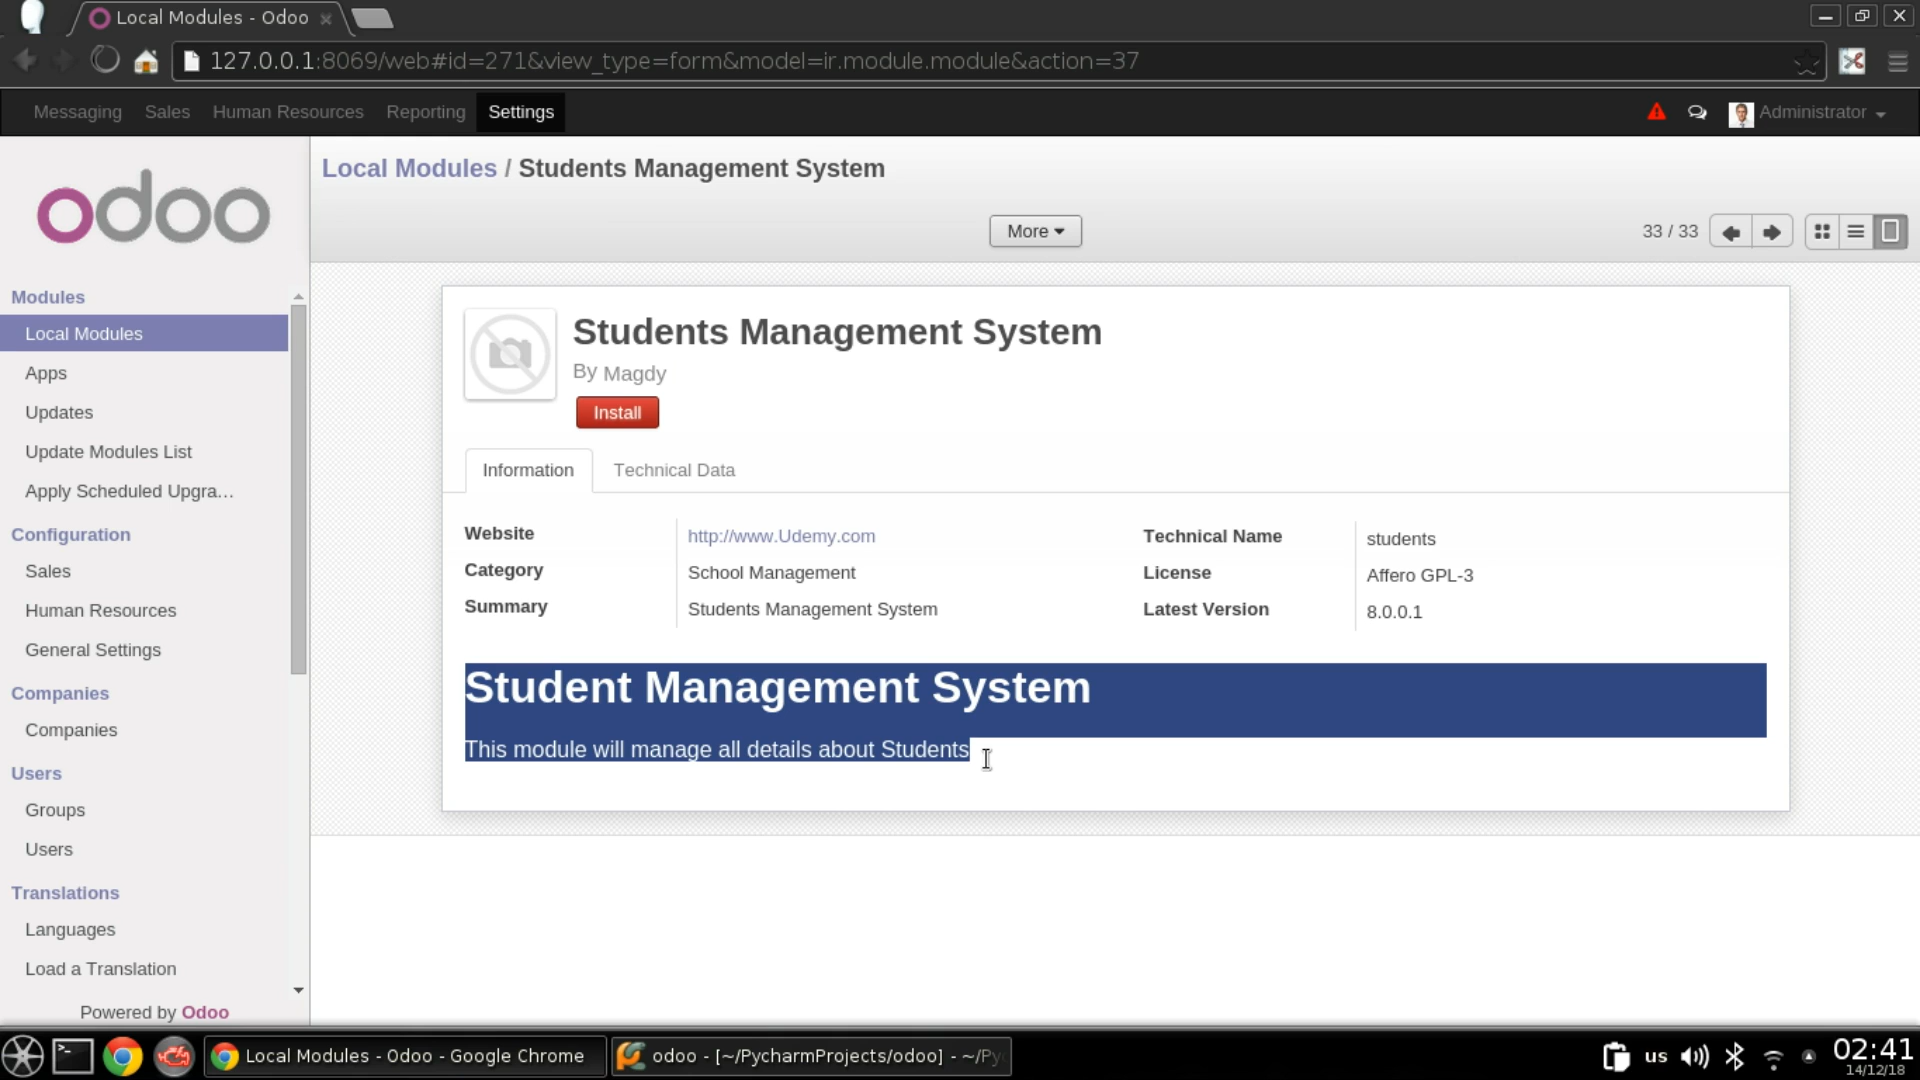 Local Modules - Odoo
127.0.0.1:8069/web#id=271&view_type=form&model=ir.module.module&action=37
Messaging Sales Human Resources Reporting Settings Administrator
odoo
Local Modules / Students Management System
More
33 / 33
Modules
Local Modules
Apps
Updates
Update Modules List
Apply Scheduled Upgra...
Configuration
Sales
Human Resources
General Settings
Companies
Companies
Users
Groups
Users
Translations
Languages
Load a Translation
Powered by Odoo
Students Management System
By Magdy
Install
Information Technical Data
Website http://www.Udemy.com Technical Name students
Category School Management License Affero GPL-3
Summary Students Management System Latest Version 8.0.0.1
Student Management System
This module will manage all details about Students
Local Modules - Odoo - Google Chrome
odoo - [~/PycharmProjects/odoo] - ~/Py
us
02:41
14/12/18